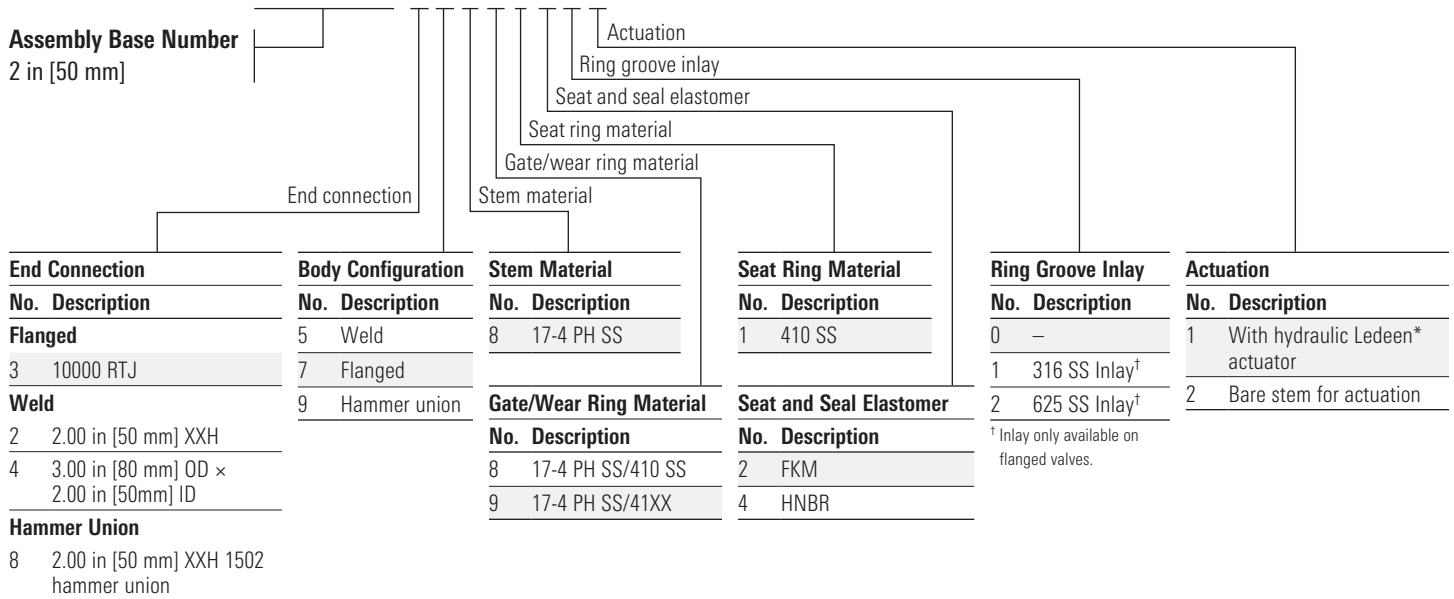 Assembly Base Number
2 in [50 mm]
Actuation
Ring groove inlay
Seat and seal elastomer
Seat ring material
Gate/wear ring material
End connection
Stem material
End Connection
No. Description
Flanged
3 10000 RTJ
Weld
2 2.00 in [50 mm] XXH
4 3.00 in [80 mm] OD ×
2.00 in [50mm] ID
Hammer Union
8 2.00 in [50 mm] XXH 1502
hammer union
Body Configuration
No. Description
5 Weld
7 Flanged
9 Hammer union
Stem Material
No. Description
8 17-4 PH SS
Gate/Wear Ring Material
No. Description
8 17-4 PH SS/410 SS
9 17-4 PH SS/41XX
Seat Ring Material
No. Description
1 410 SS
Seat and Seal Elastomer
No. Description
2 FKM
4 HNBR
Ring Groove Inlay
No. Description
0 –
1 316 SS Inlay†
2 625 SS Inlay†
† Inlay only available on
flanged valves.
Actuation
No. Description
1 With hydraulic Ledeen*
actuator
2 Bare stem for actuation